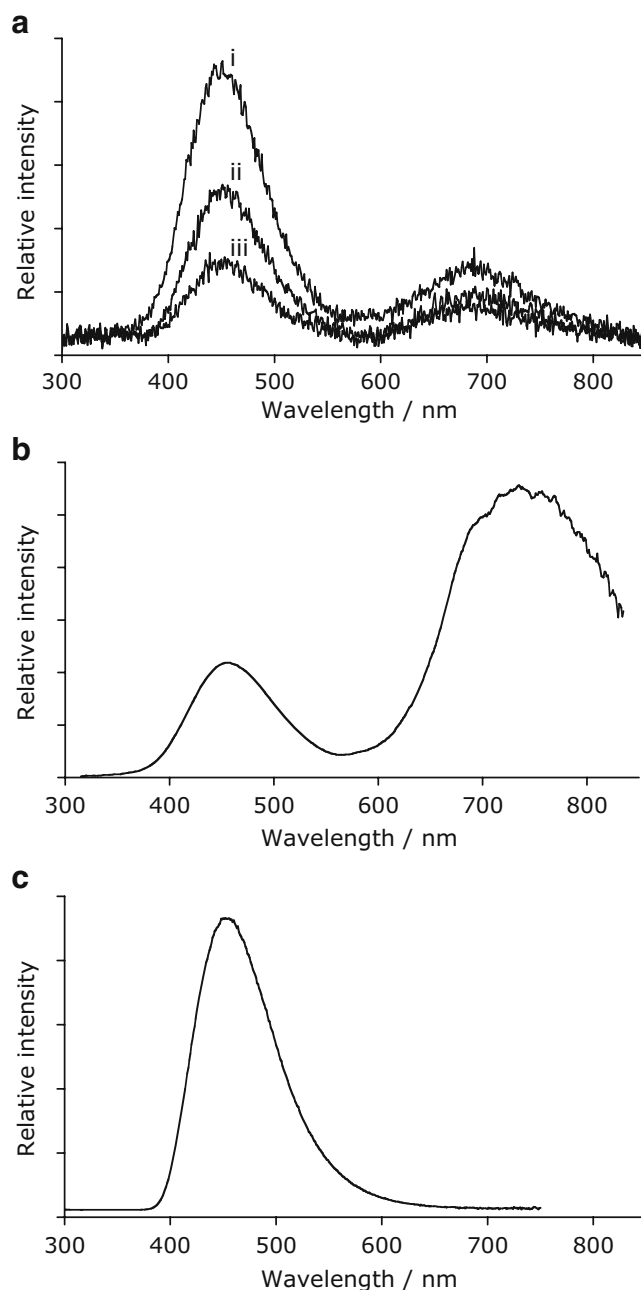 a
i
ii
iii
Relative intensity
300 400 500 600 700 800
Wavelength / nm
b
Relative intensity
300 400 500 600 700 800
Wavelength / nm
c
Relative intensity
300 400 500 600 700 800
Wavelength / nm